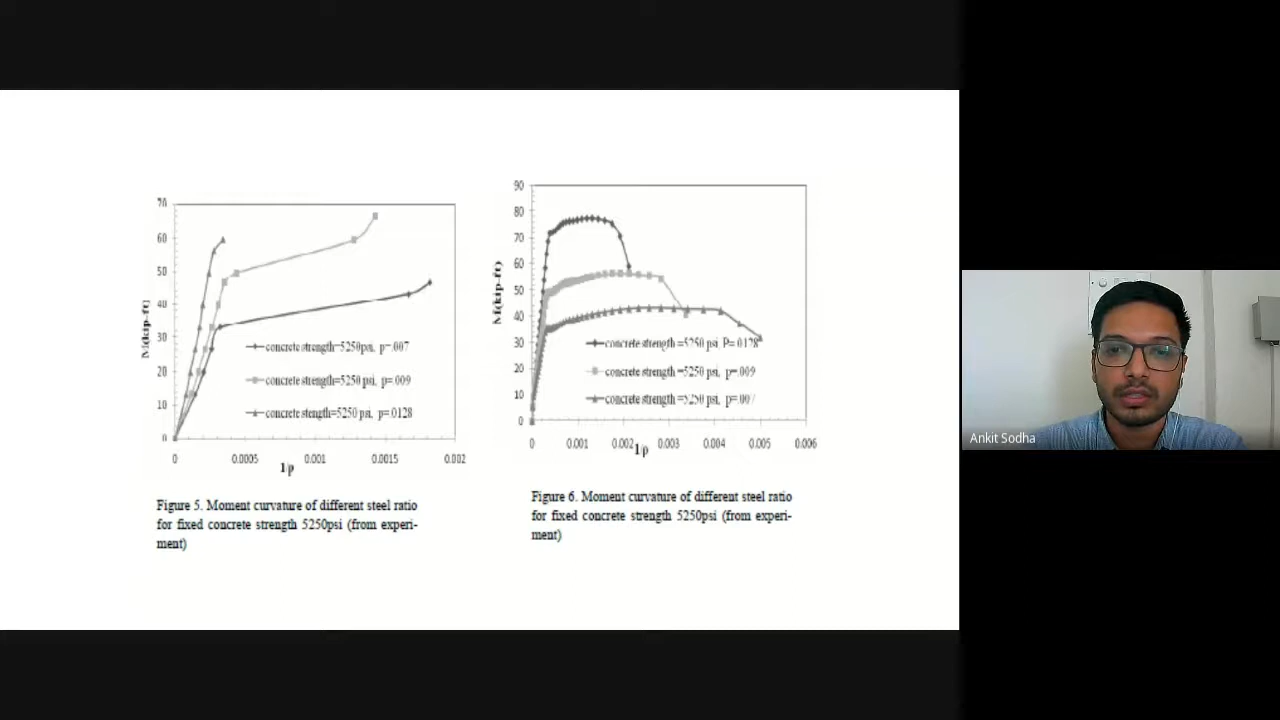 70
60
50
40
30
20
10
0
M(kip-ft)
concrete strength=5250psi, p=.007
concrete strength=5250 psi, p=.009
concrete stength=5250 psi, p=.0128
0 0.0005 0.001 0.0015 0.002
1/ρ
Figure 5. Moment curvature of different steel ratio
for fixed concrete strength 5250psi (from experi-
ment)
90
80
70
60
50
40
30
20
10
0
M(kip-ft)
concrete strength =5250 psi, P=.0128
concrete strength =5250 psi, p=.009
concrete strength =5250 psi, p=.007
0 0.001 0.002 0.003 0.004 0.005 0.006
1/ρ
Figure 6. Moment curvature of different steel ratio
for fixed concrete strength 5250psi (from experi-
ment)
Ankit Sodha